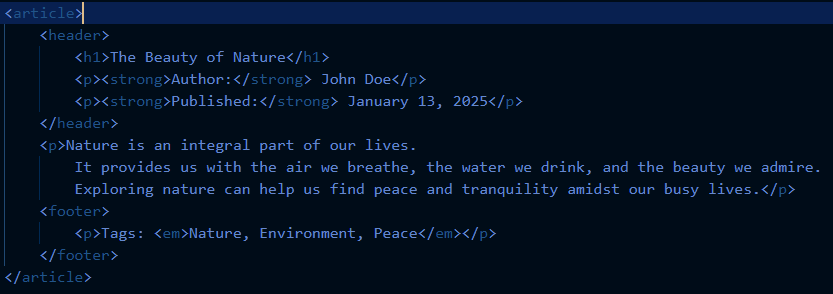 <article>
    <header>
        <h1>The Beauty of Nature</h1>
        <p><strong>Author:</strong> John Doe</p>
        <p><strong>Published:</strong> January 13, 2025</p>
    </header>
    <p>Nature is an integral part of our lives.
        It provides us with the air we breathe, the water we drink, and the beauty we admire.
        Exploring nature can help us find peace and tranquility amidst our busy lives.</p>
    <footer>
        <p>Tags: <em>Nature, Environment, Peace</em></p>
    </footer>
</article>